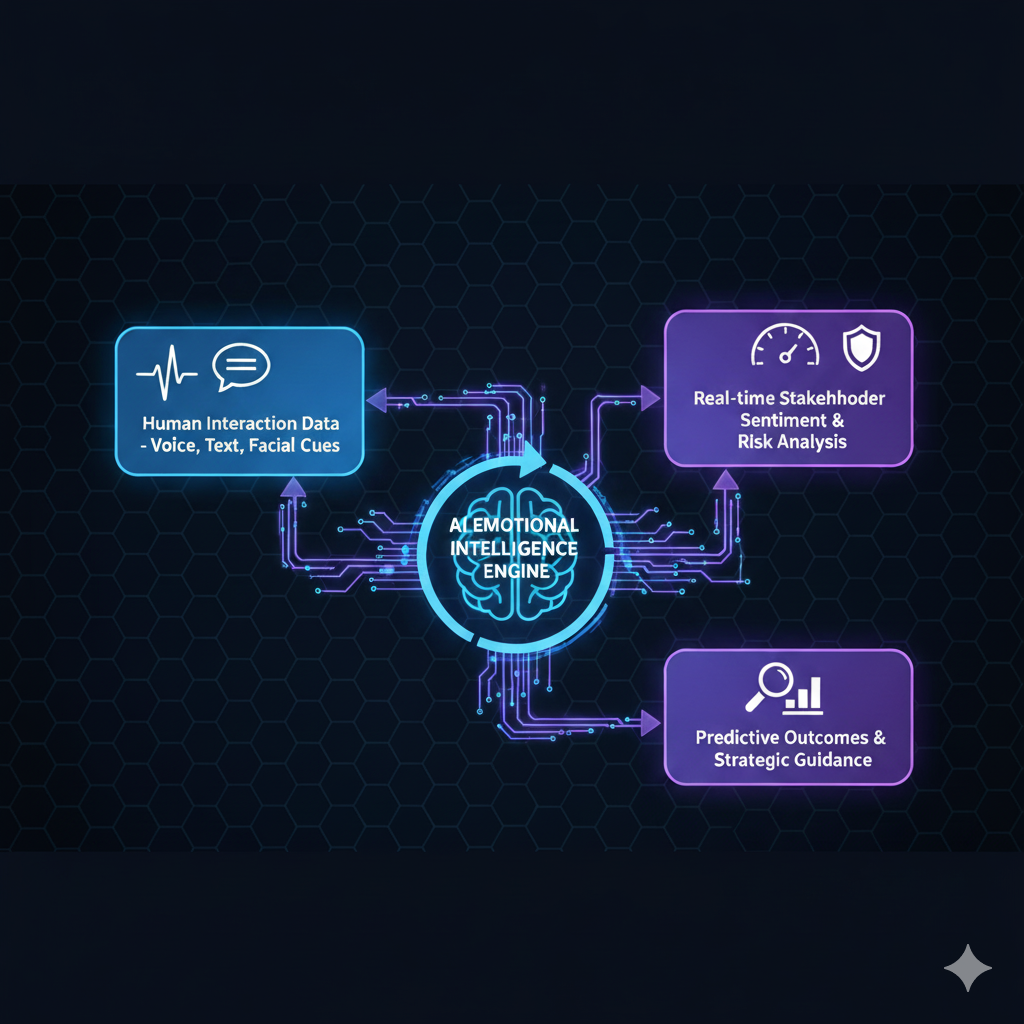 Human Interaction Data
- Voice, Text, Facial Cues
Real-time Stakehhoder
Sentiment &
RIsk Analysis
AI EMOTIONAL
INTELLIGENCE
ENGINE
Predictive Outcomes &
Strategic Guidance